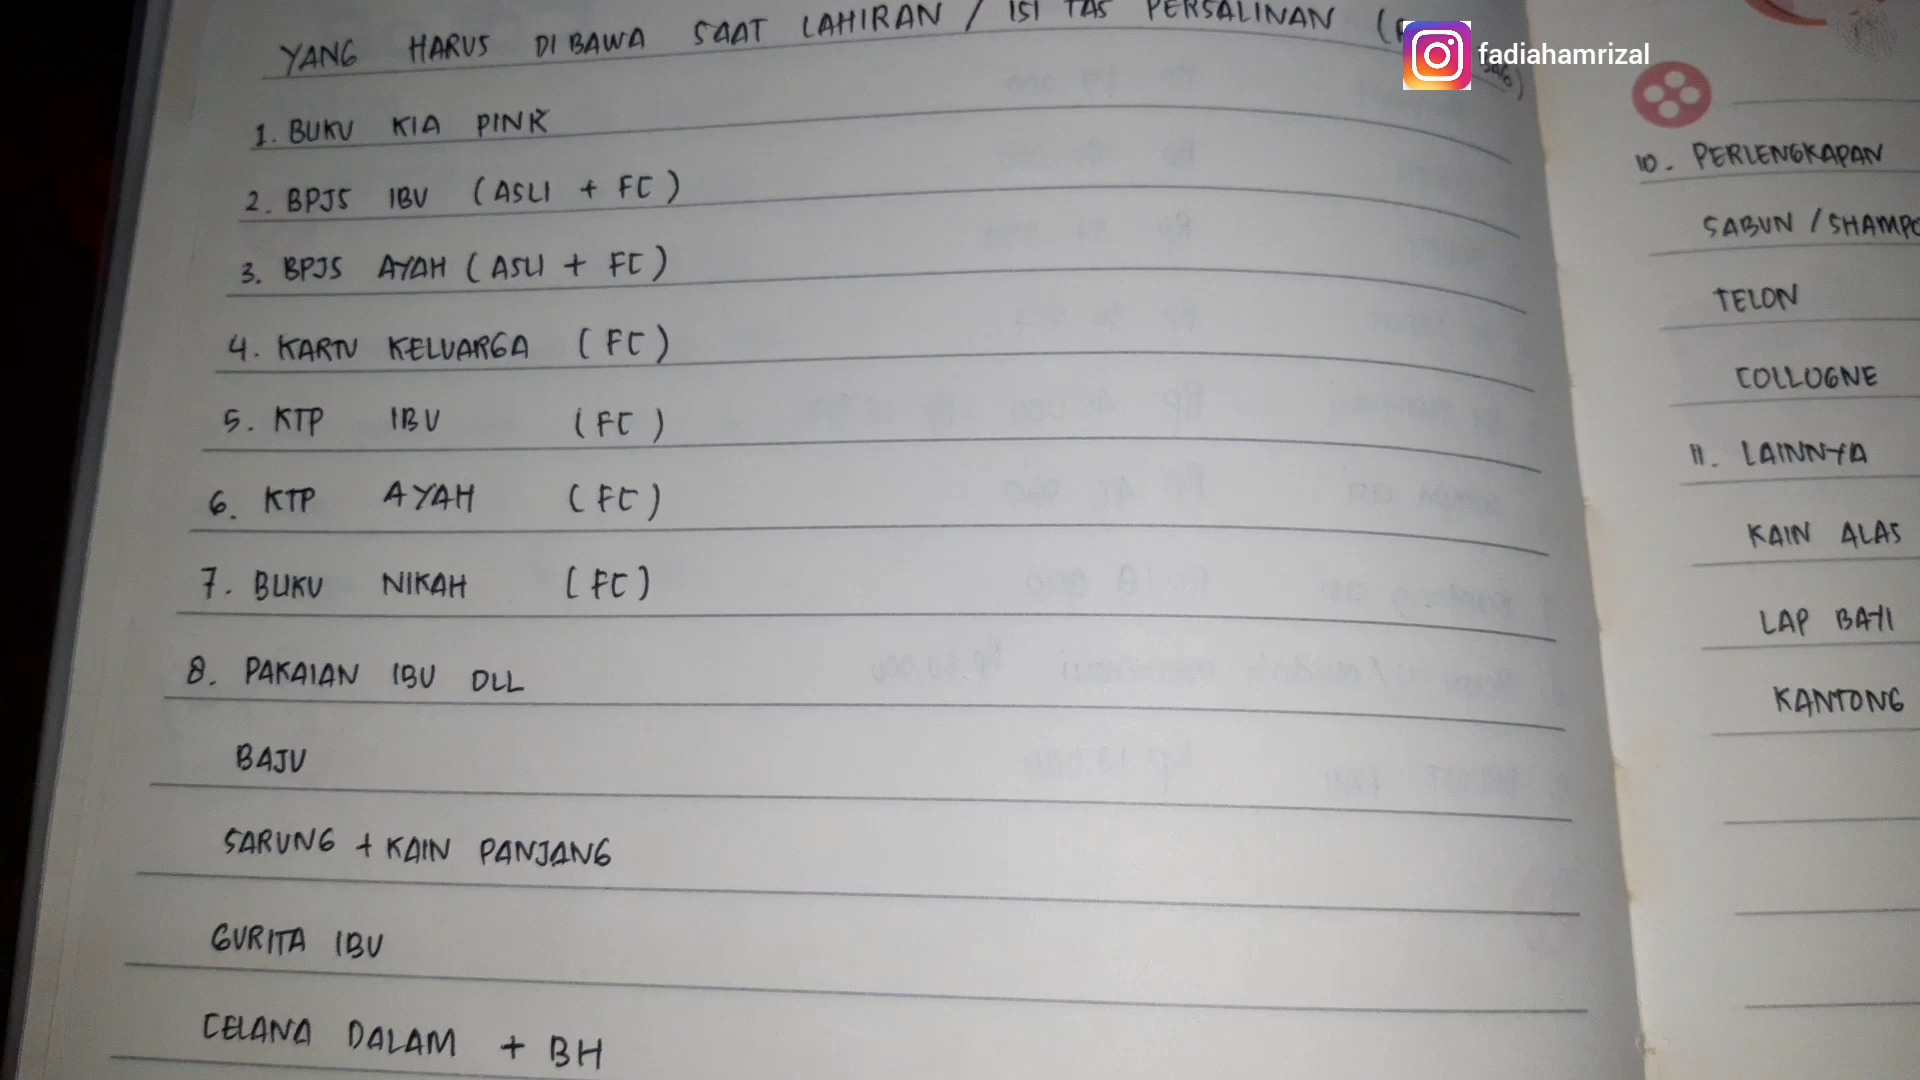 YANG HARUS DI BAWA SAAT LAHIRAN / ISI TAS PERSALINAN
fadiahamrizal
1. BUKU KIA PINK
2. BPJS IBU (ASLI + FC)
3. BPJS AYAH (ASLI + FC)
4. KARTU KELUARGA (FC)
5. KTP IBU (FC)
6. KTP AYAH (FC)
7. BUKU NIKAH (FC)
8. PAKAIAN IBU DLL
BAJU
SARUNG + KAIN PANJANG
GURITA IBU
CELANA DALAM + BH
10. PERLENGKAPAN
SABUN / SHAMPO
TELON
COLLOGNE
11. LAINNYA
KAIN ALAS
LAP BAYI
KANTONG